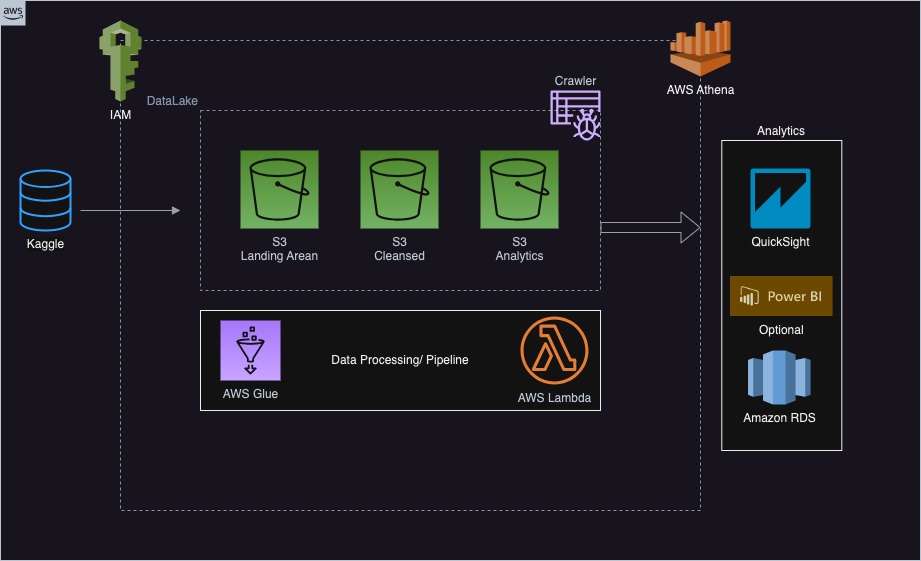 aws
IAM
DataLake
Crawler
AWS Athena
Kaggle
S3
Landing Arean
S3
Cleansed
S3
Analytics
Analytics
QuickSight
Power BI
Optional
Amazon RDS
AWS Glue
Data Processing/ Pipeline
AWS Lambda